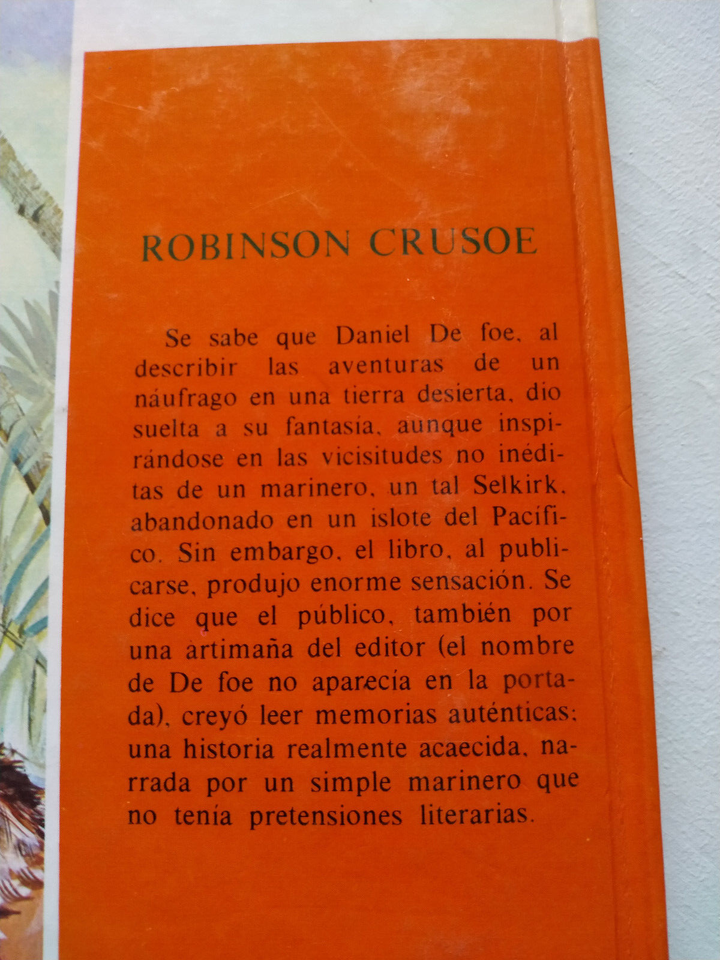 ROBINSON CRUSOE
Se sabe que Daniel De foe, al
describir las aventuras de un
náufrago en una tierra desierta, dio
suelta a su fantasía, aunque inspi-
rándose en las vicisitudes no inédi-
tas de un marinero, un tal Selkirk,
abandonado en un islote del Pacífi-
co. Sin embargo, el libro, al publi-
carse, produjo enorme sensación. Se
dice que el público, también por
una artimaña del editor (el nombre
de De foe no aparecía en la porta-
da), creyó leer memorias auténticas:
una historia realmente acaecida, na-
rrada por un simple marinero que
no tenía pretensiones literarias.